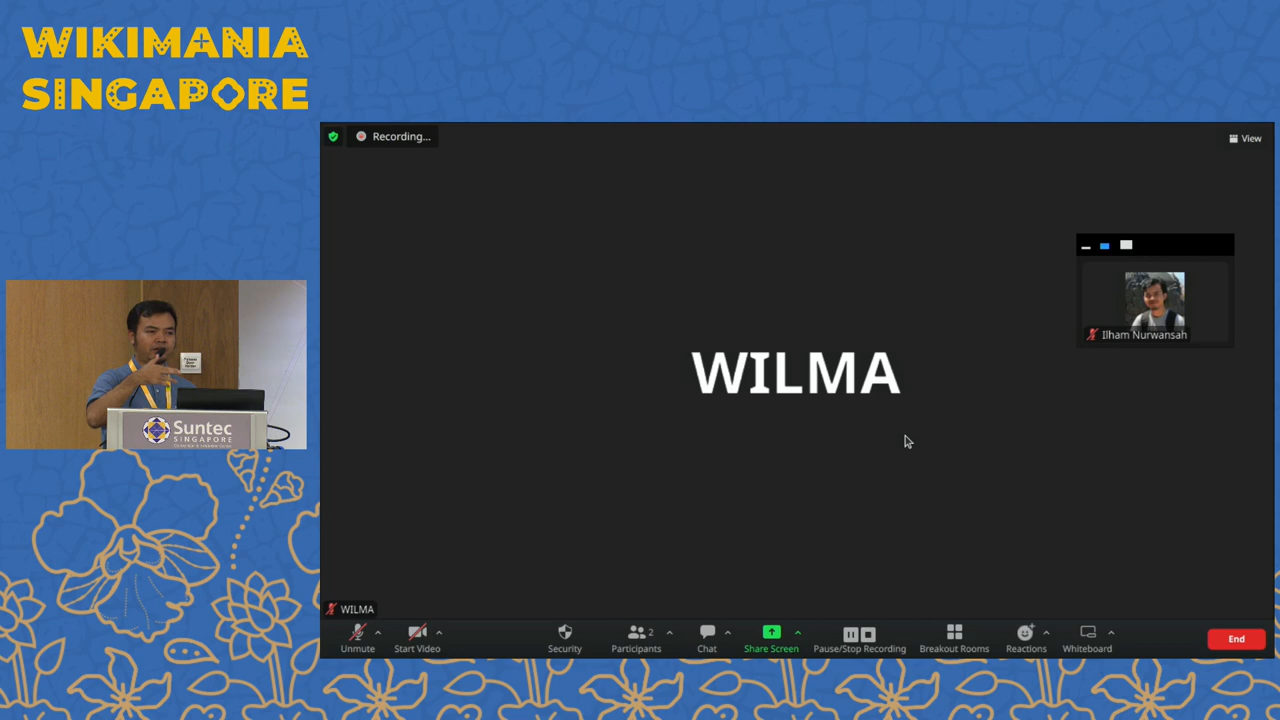 WIKIMANIA
SINGAPORE
Recording...
View
Ilham Nurwansah
WILMA
Suntec
SINGAPORE
WILMA
Unmute
Start Video
Security
Participants 2
Chat
Share Screen
Pause/Stop Recording
Breakout Rooms
Reactions
Whiteboard
End